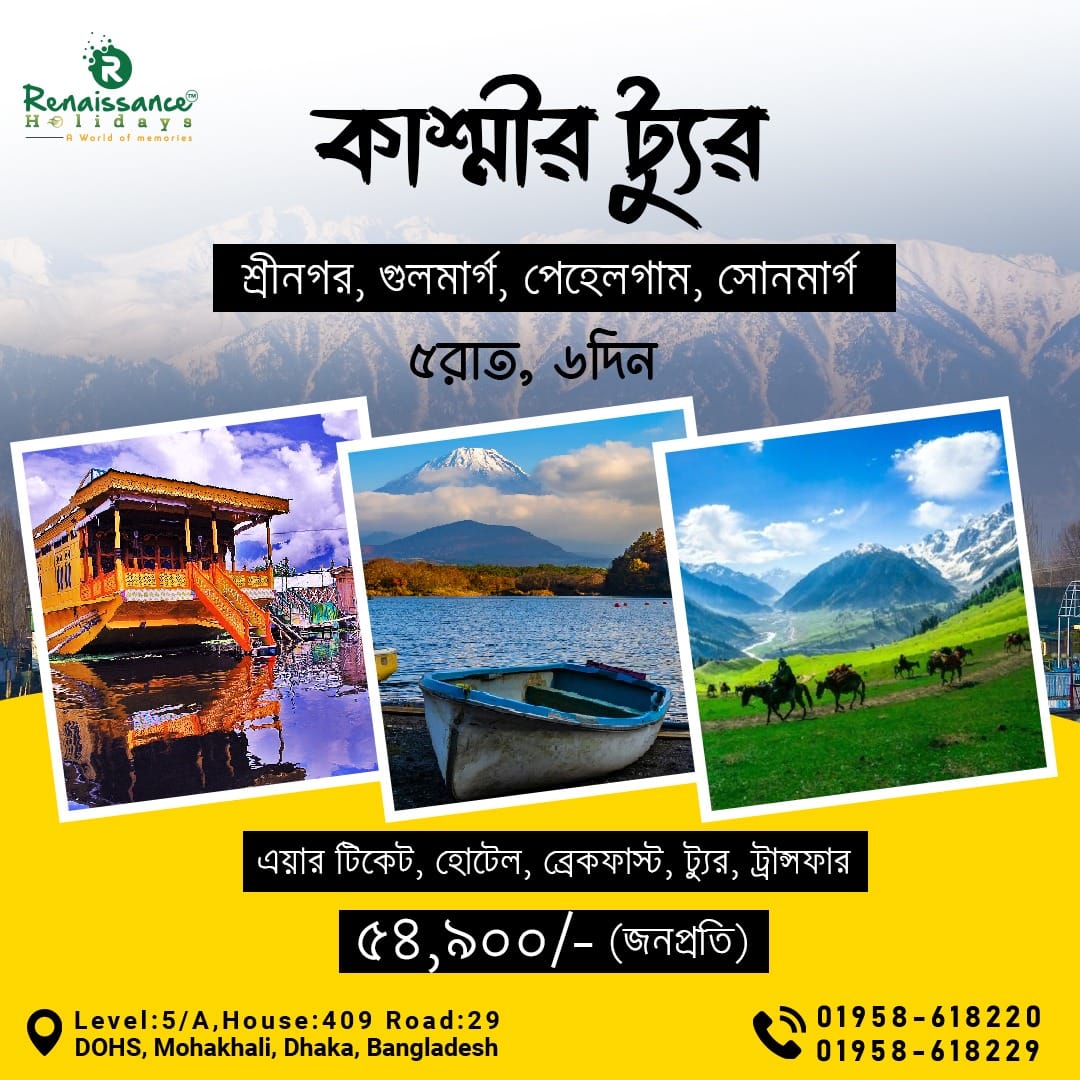 Renaissance™
Holidays
A World of memories
কাশ্মীর ট্যুর
শ্রীনগর, গুলমার্গ, পেহেলগাম, সোনমার্গ
৫রাত, ৬দিন
এয়ার টিকেট, হোটেল, ব্রেকফাস্ট, ট্যুর, ট্রান্সফার
৫৪,৯০০/- (জনপ্রতি)
Level:5/A,House:409 Road:29
DOHS, Mohakhali, Dhaka, Bangladesh
01958-618220
01958-618229